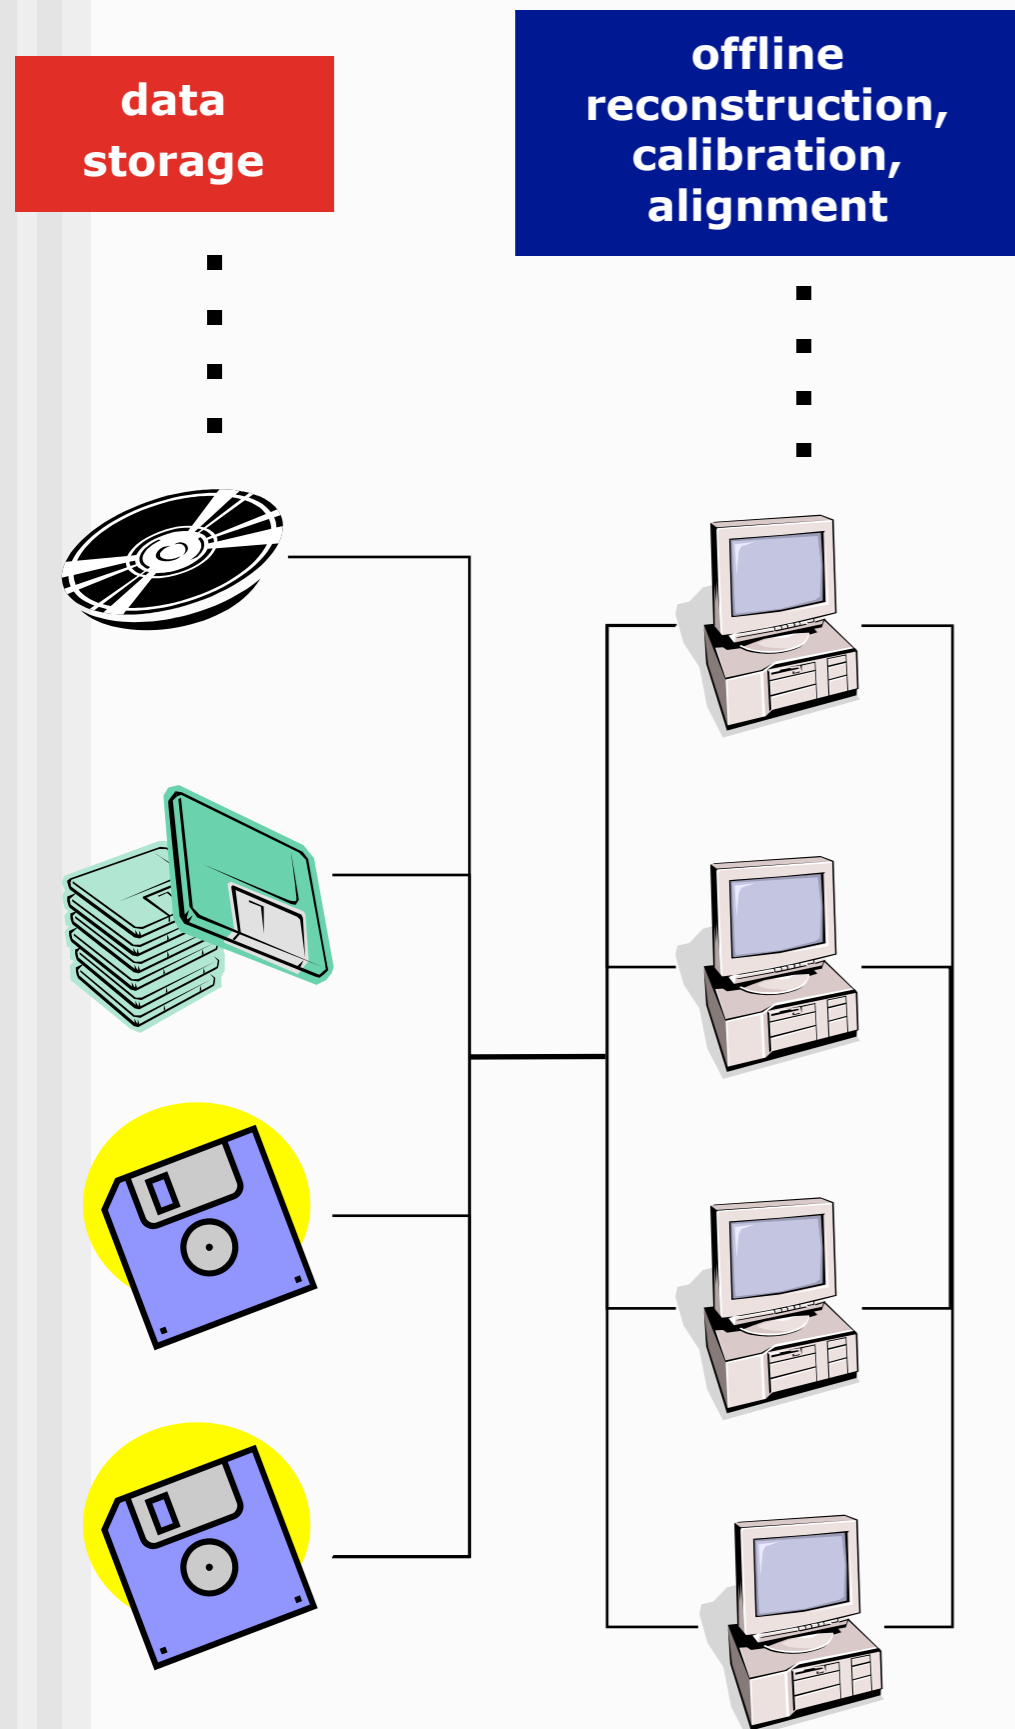 data
storage
offline
reconstruction,
calibration,
alignment